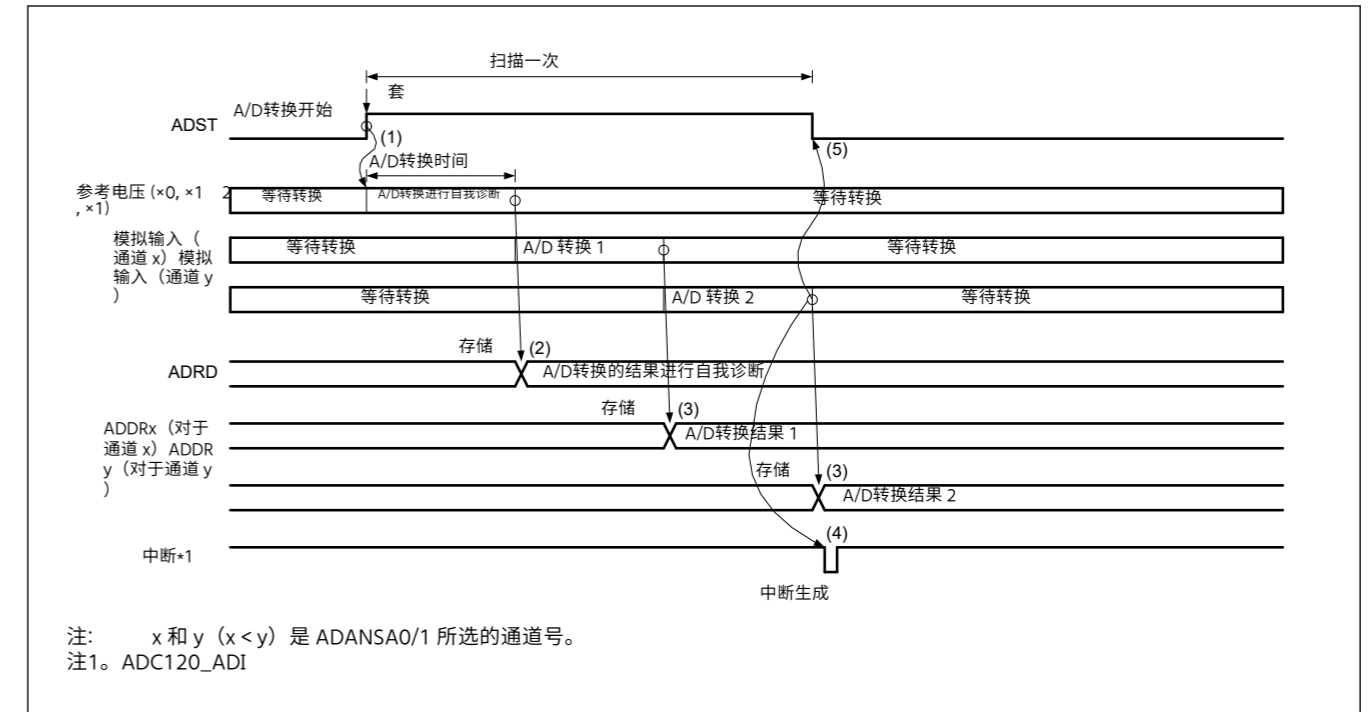 扫描一次
套
A/D转换开始
ADST
(1)
(5)
A/D转换时间
参考电压 (×0, ×1 2
, ×1)
等待转换
A/D转换进行自我诊断
等待转换
模拟输入（
通道 x）模拟
输入（通道 y
）
等待转换
A/D 转换 1
等待转换
等待转换
A/D 转换 2
等待转换
存储
(2)
ADRD
A/D转换的结果进行自我诊断
存储
(3)
ADDRx（对于
通道 x）ADDR
y（对于通道 y
）
A/D转换结果 1
存储
(3)
A/D转换结果 2
(4)
中断*1
中断生成
注: x 和 y（x < y）是 ADANSA0/1 所选的通道号。
注1。ADC120_ADI